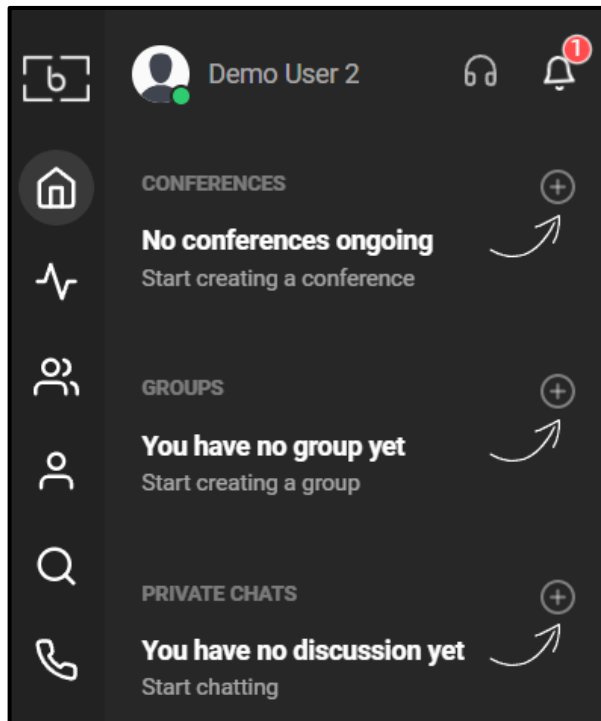 b
Demo User 2
1
CONFERENCES
No conferences ongoing
Start creating a conference
GROUPS
You have no group yet
Start creating a group
PRIVATE CHATS
You have no discussion yet
Start chatting